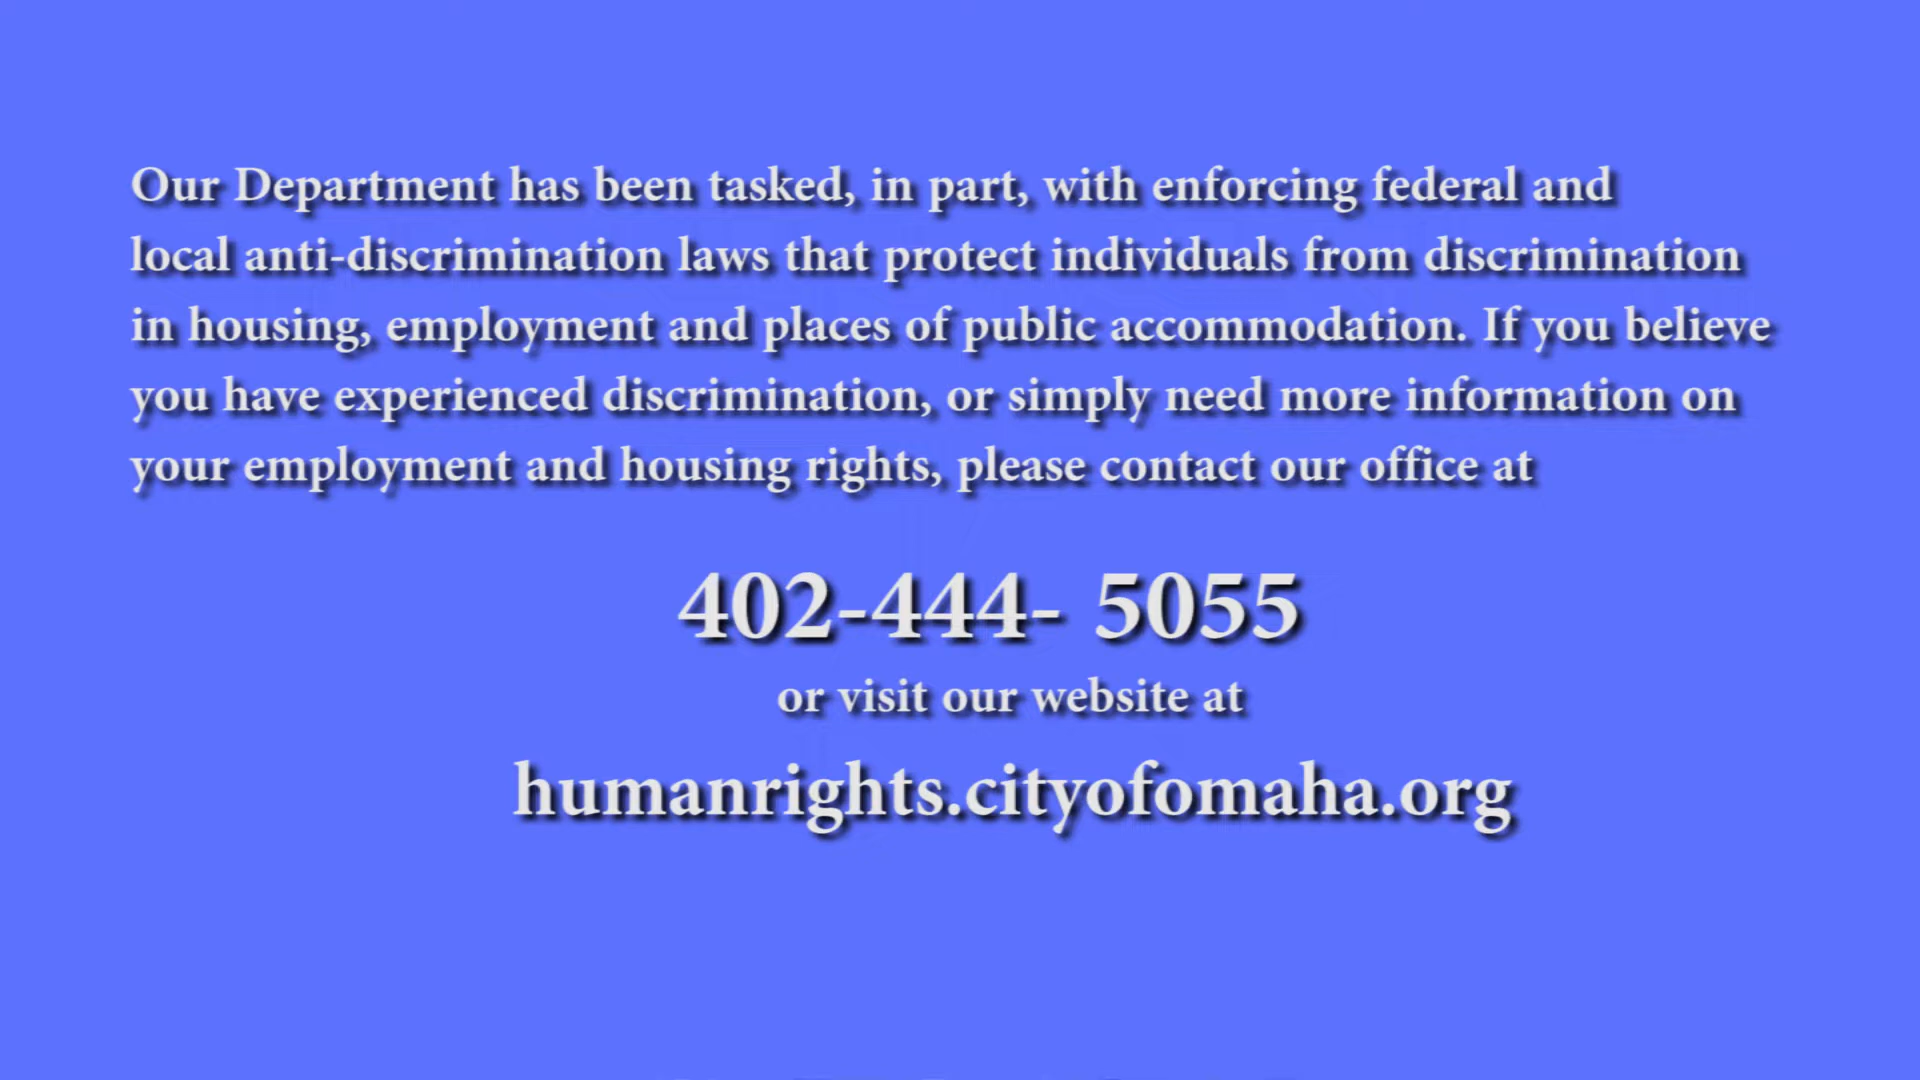 Our Department has been tasked, in part, with enforcing federal and
local anti-discrimination laws that protect individuals from discrimination
in housing, employment and places of public accommodation. If you believe
you have experienced discrimination, or simply need more information on
your employment and housing rights, please contact our office at
402-444- 5055
or visit our website at
humanrights.cityofomaha.org